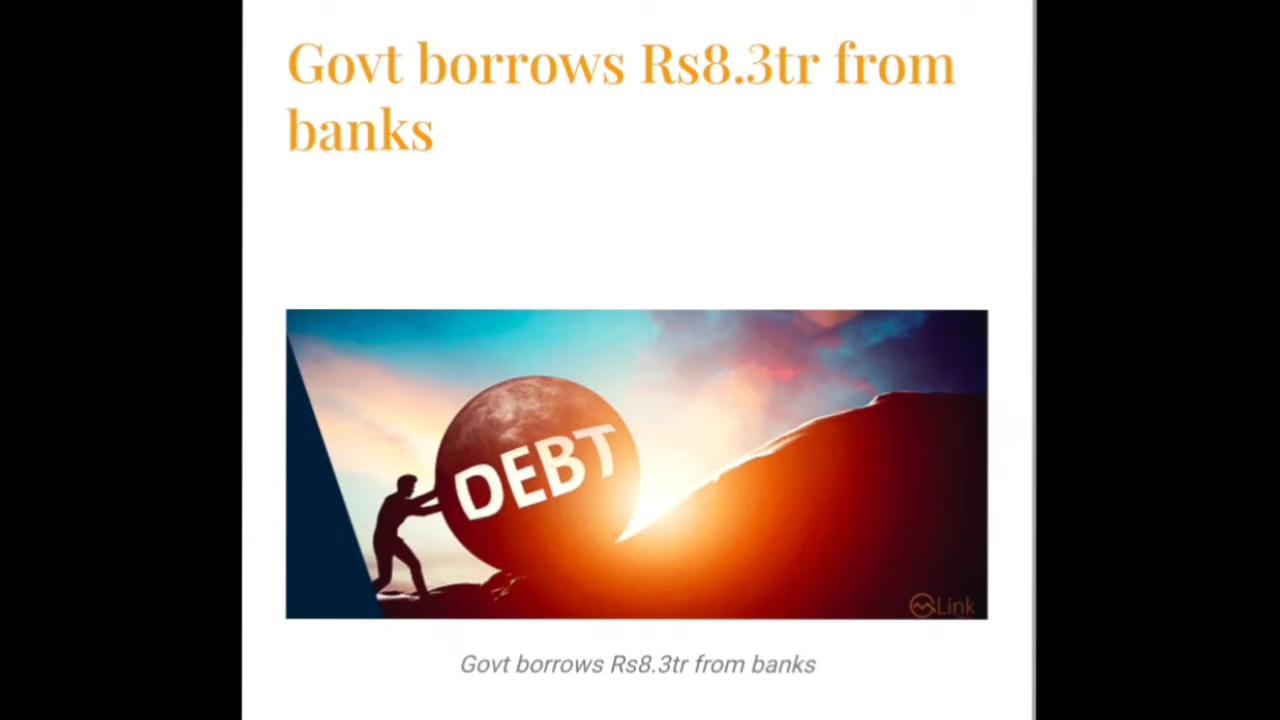 Govt borrows Rs8.3tr from
banks
DEBT
Link
Govt borrows Rs8.3tr from banks